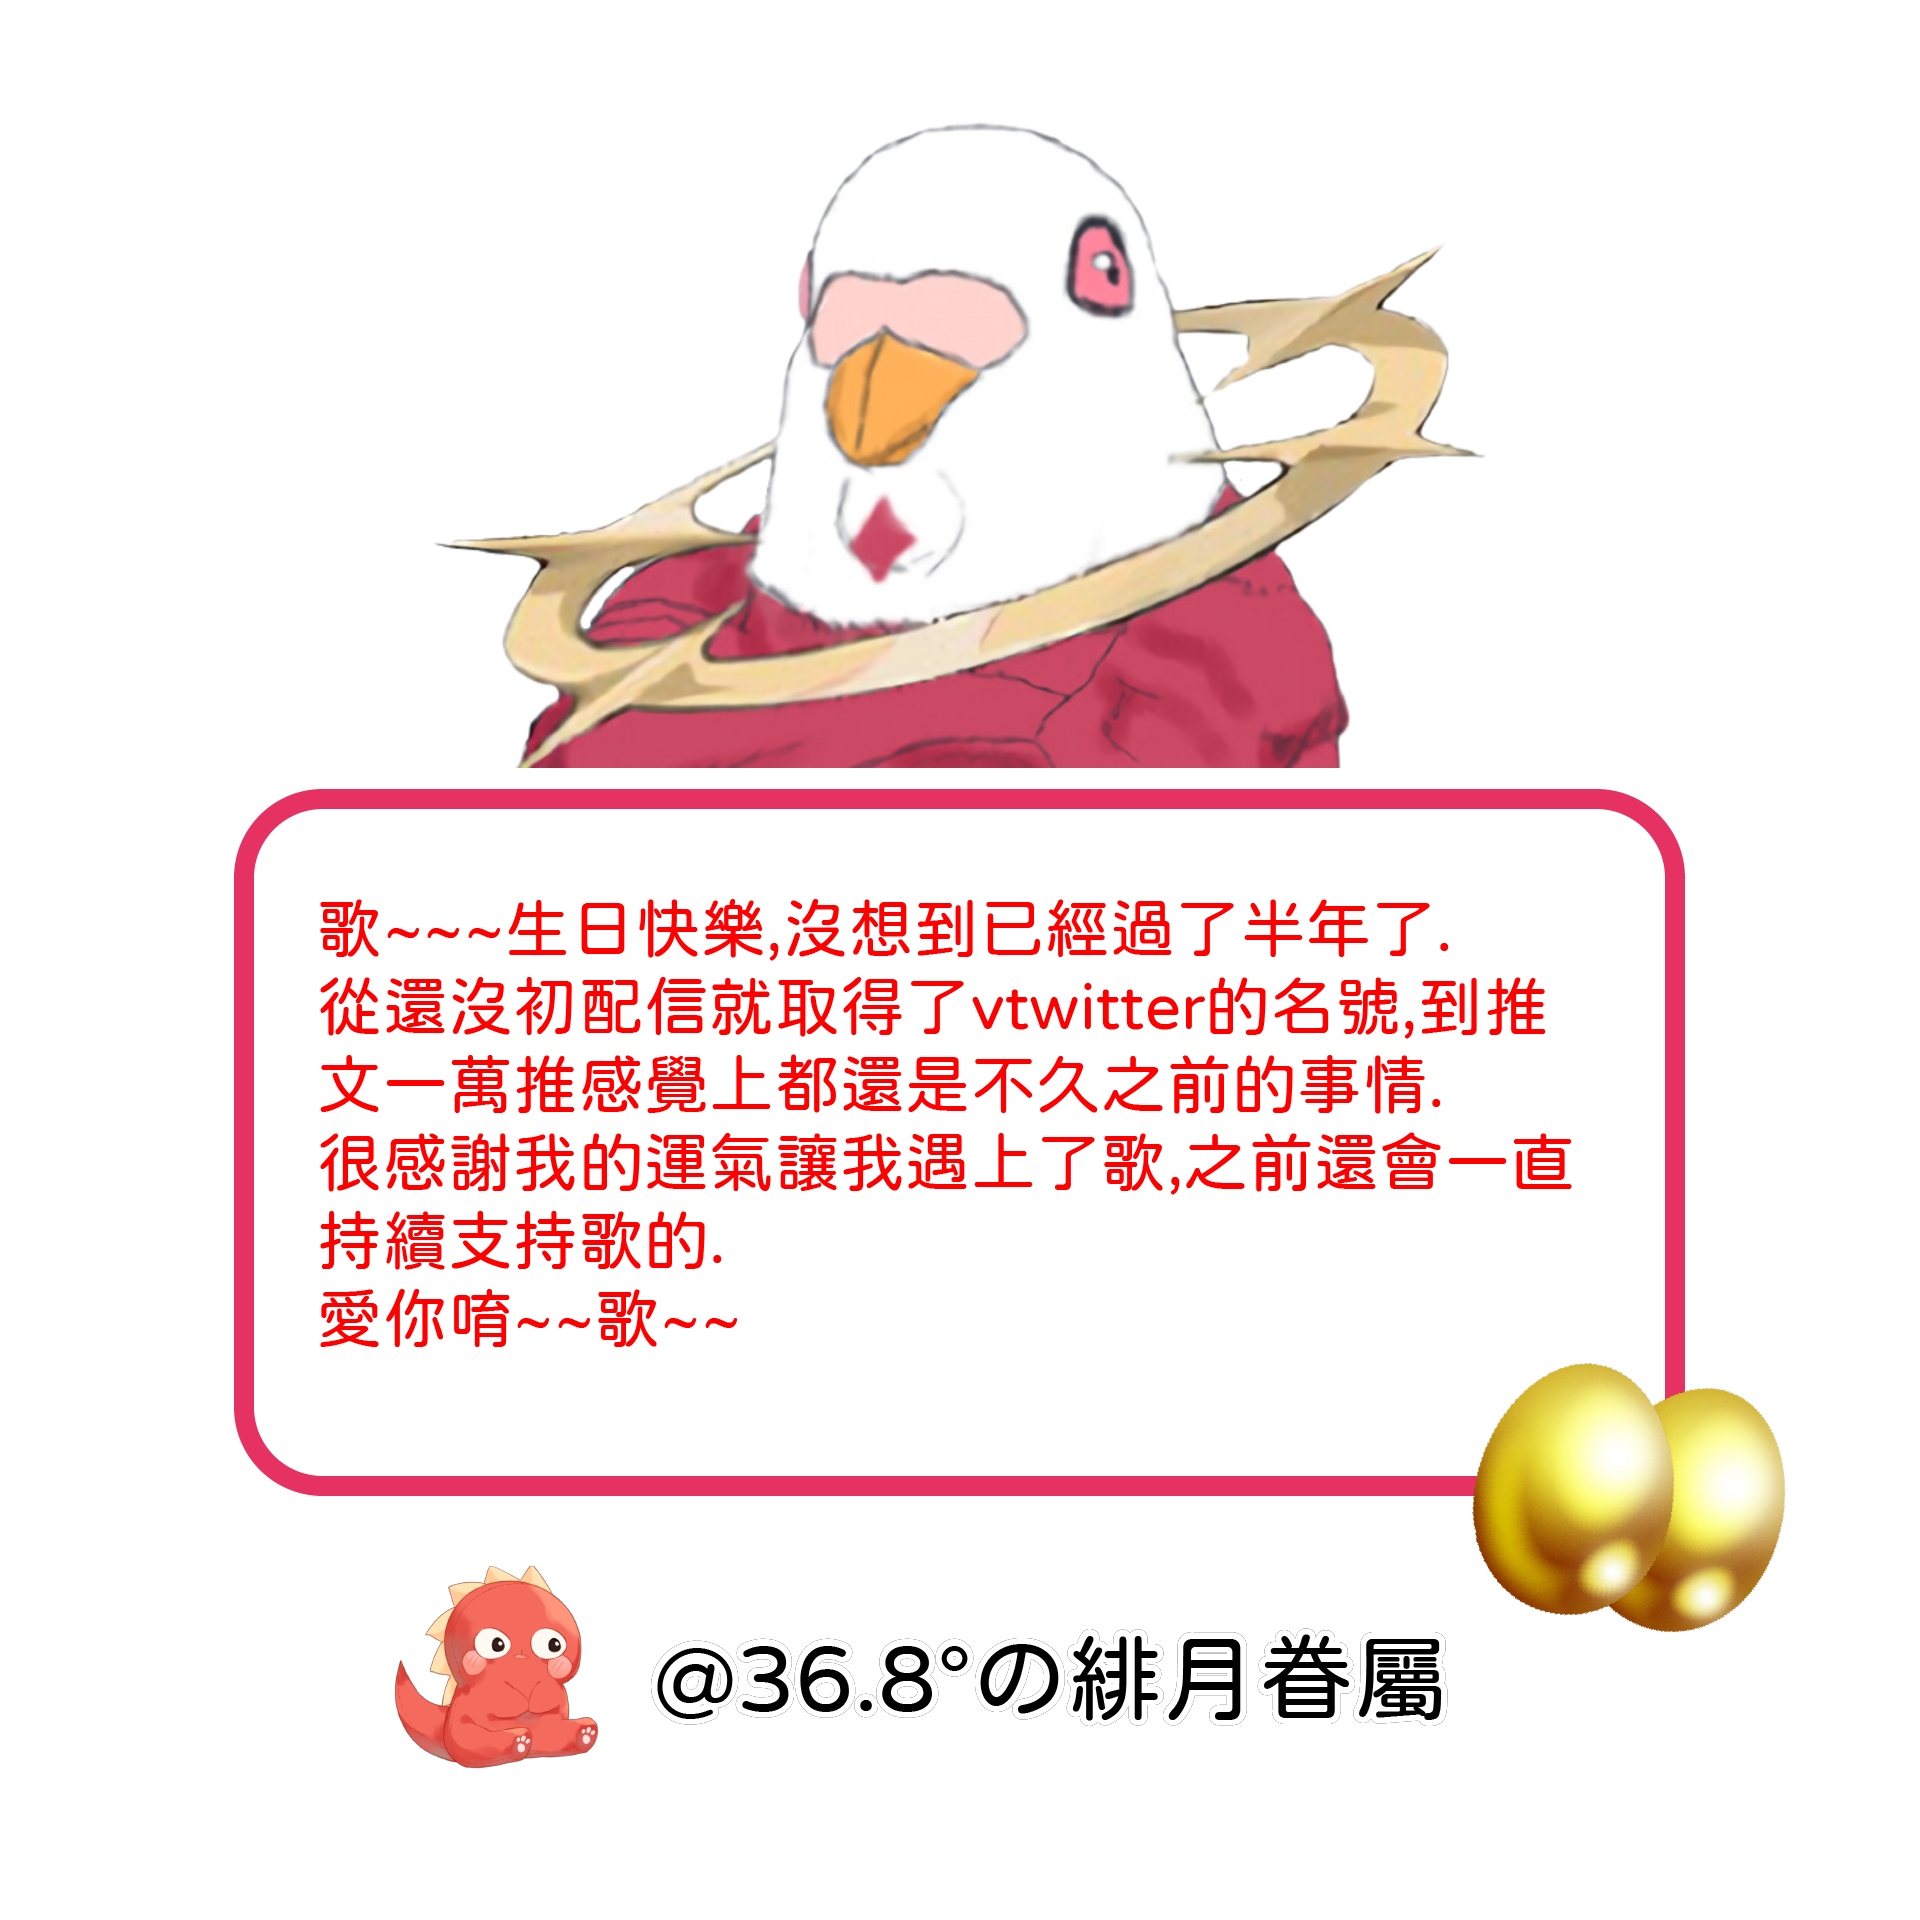 歌~~~生日快樂,沒想到已經過了半年了.
從還沒初配信就取得了vtwitter的名號,到推
文一萬推感覺上都還是不久之前的事情.
很感謝我的運氣讓我遇上了歌,之前還會一直
持續支持歌的.
愛你唷~~歌~~
@36.8°の緋月眷屬